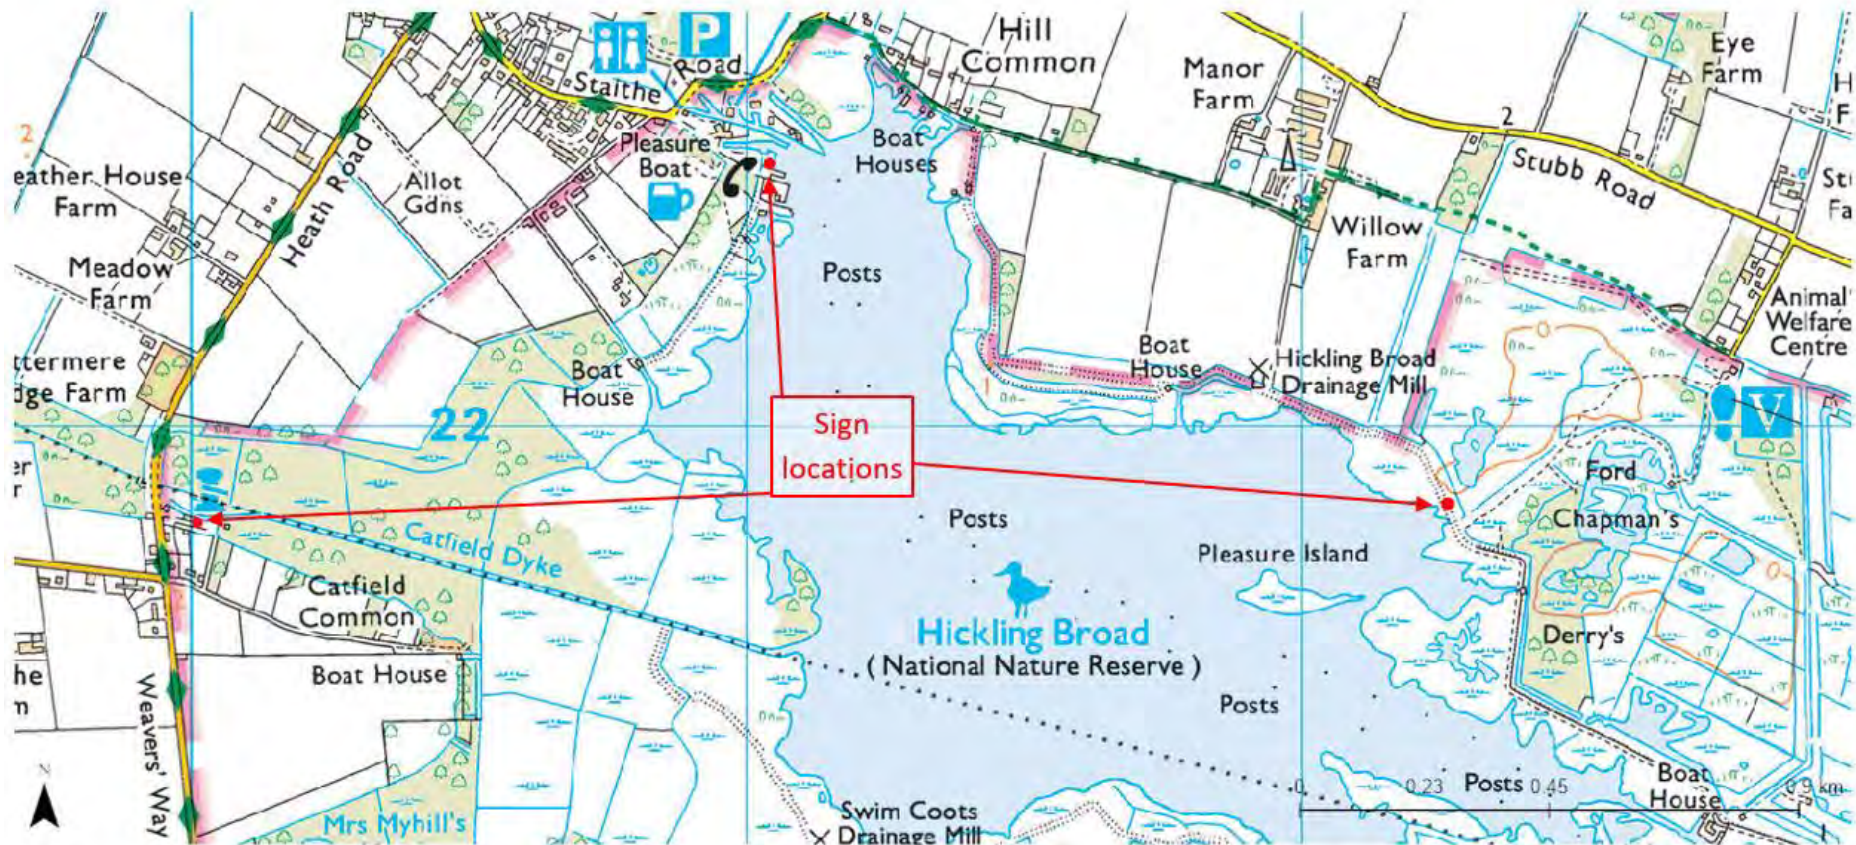 Hill
Common
Eye
Farm
P
Road
Staithe
Manor
Farm
H
F
2
2
Stubb Road
Pleasure
Boat
Boat
Houses
eather House
Farm
Heath Road
Allot
Gdns
Willow
Farm
Fa
Posts
Meadow
Farm
Animal
Welfare
Centre
ttermere
dge Farm
Boat
House
Boat
House
Hickling Broad
Drainage Mill
V
22
Sign
locations
er
r
Ford
Catfield Dyke
Posts
Chapman's
Pleasure Island
Catfield
Common
Hickling Broad
( National Nature Reserve )
Derry's
he
m
Boat House
Weavers' Way
Posts
N
Mrs Myhill's
Swim Coots
Drainage Mill
0 0.23 0.45 0.9 km
Posts
Boat
House